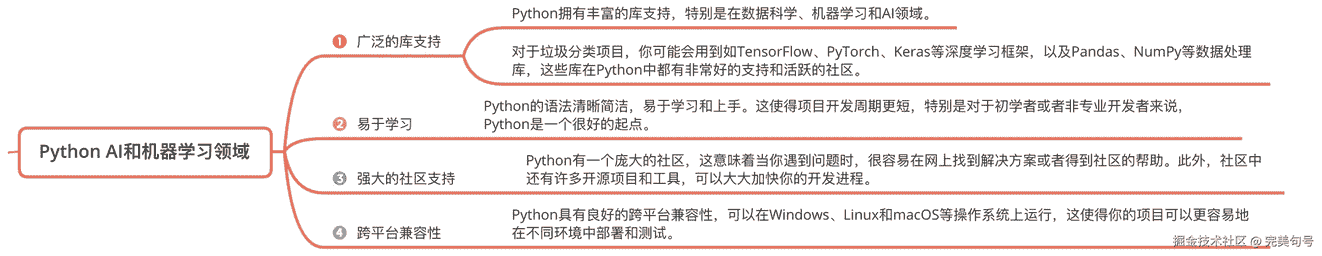 Python AI和机器学习领域
❶ 广泛的库支持
Python拥有丰富的库支持，特别是在数据科学、机器学习和AI领域。
对于垃圾分类项目，你可能会用到如TensorFlow、PyTorch、Keras等深度学习框架，以及Pandas、NumPy等数据处理
库，这些库在Python中都有非常好的支持和活跃的社区。
❷ 易于学习
Python的语法清晰简洁，易于学习和上手。这使得项目开发周期更短，特别是对于初学者或者非专业开发者来说，
Python是一个很好的起点。
❸ 强大的社区支持
Python有一个庞大的社区，这意味着当你遇到问题时，很容易在网上找到解决方案或者得到社区的帮助。此外，社区中
还有许多开源项目和工具，可以大大加快你的开发进程。
❹ 跨平台兼容性
Python具有良好的跨平台兼容性，可以在Windows、Linux和macOS等操作系统上运行，这使得你的项目可以更容易地
在不同环境中部署和测试。
掘金技术社区 @ 完美句号